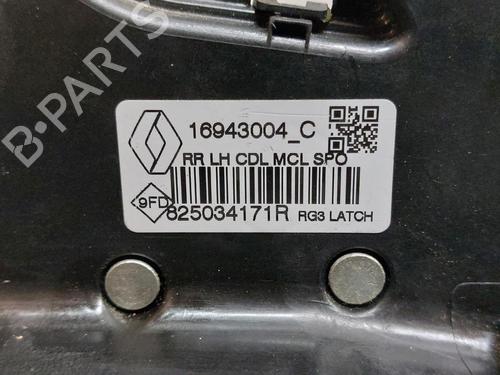 B-PARTS
16943004_C
RR LH CDL MCL SPO
9FD
825034171R RG3 LATCH